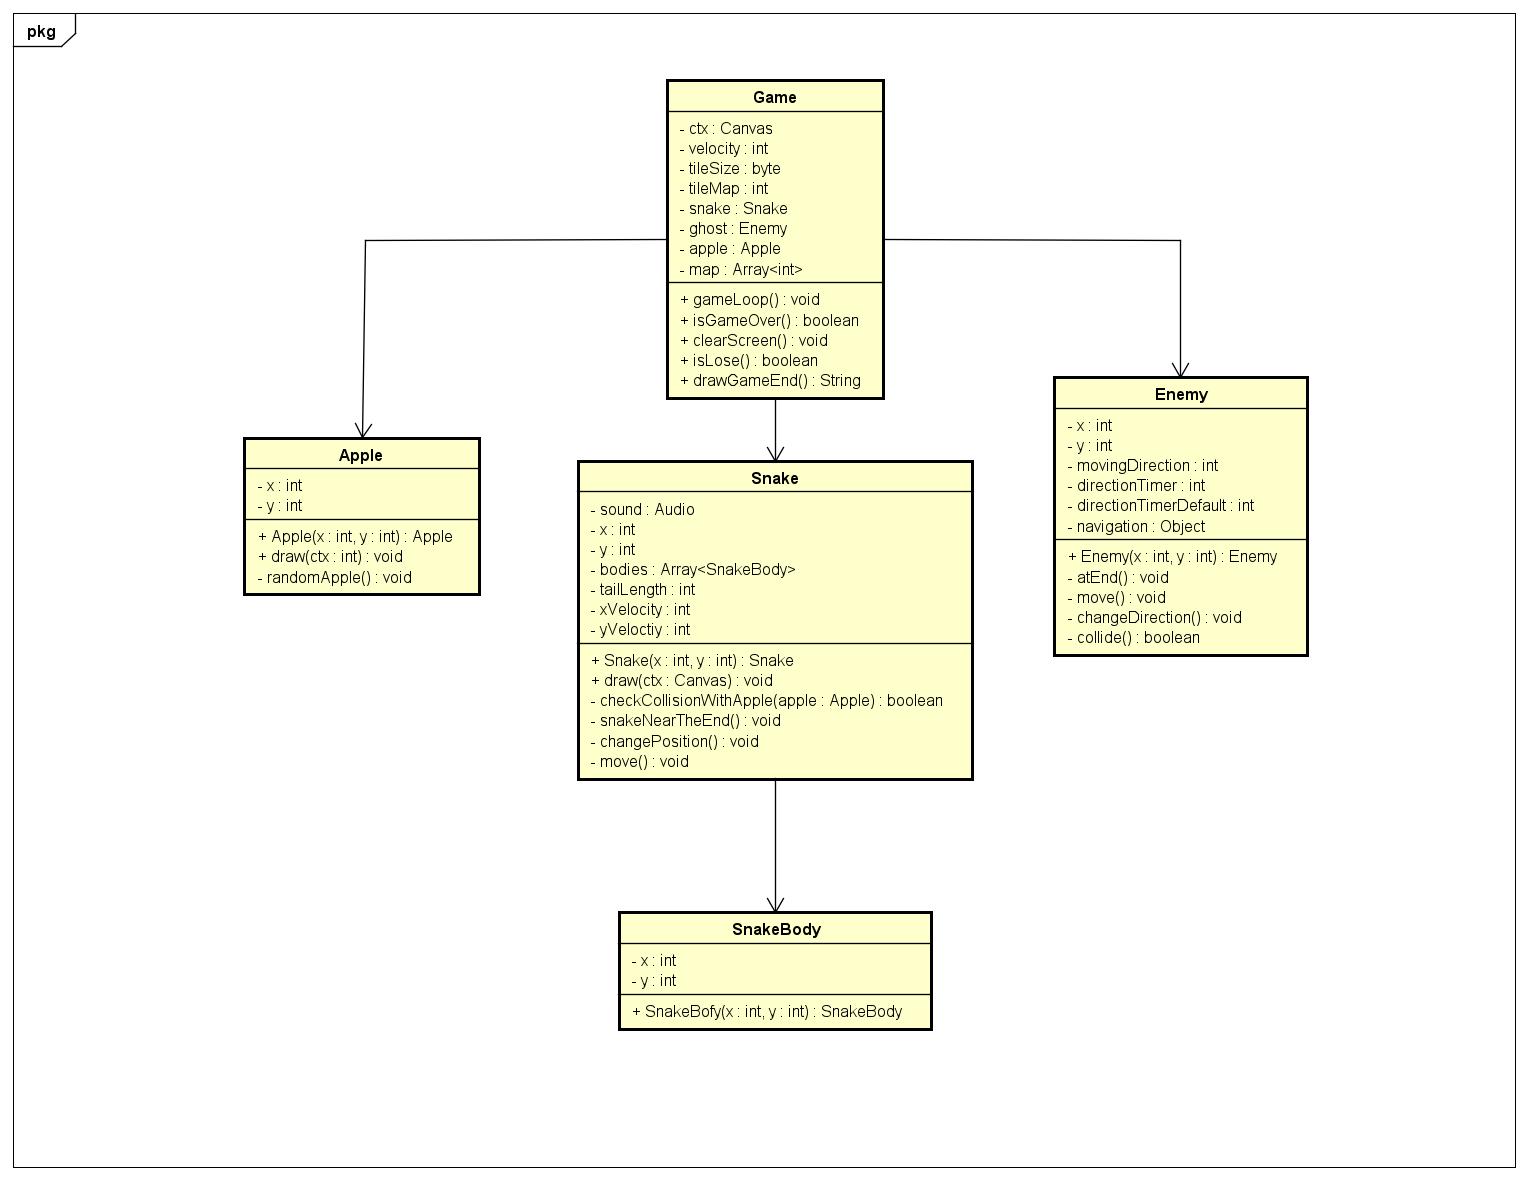 pkg
Game
- ctx : Canvas
- velocity : int
- tileSize : byte
- tileMap : int
- snake : Snake
- ghost : Enemy
- apple : Apple
- map : Array<int>
+ gameLoop() : void
+ isGameOver() : boolean
+ clearScreen() : void
+ isLose() : boolean
+ drawGameEnd() : String
Apple
- x : int
- y : int
+ Apple(x : int, y : int) : Apple
+ draw(ctx : int) : void
- randomApple() : void
Snake
- sound : Audio
- x : int
- y : int
- bodies : Array<SnakeBody>
- tailLength : int
- xVelocity : int
- yVeloctiy : int
+ Snake(x : int, y : int) : Snake
+ draw(ctx : Canvas) : void
- checkCollisionWithApple(apple : Apple) : boolean
- snakeNearTheEnd() : void
- changePosition() : void
- move() : void
Enemy
- x : int
- y : int
- movingDirection : int
- directionTimer : int
- directionTimerDefault : int
- navigation : Object
+ Enemy(x : int, y : int) : Enemy
- atEnd() : void
- move() : void
- changeDirection() : void
- collide() : boolean
SnakeBody
- x : int
- y : int
+ SnakeBofy(x : int, y : int) : SnakeBody